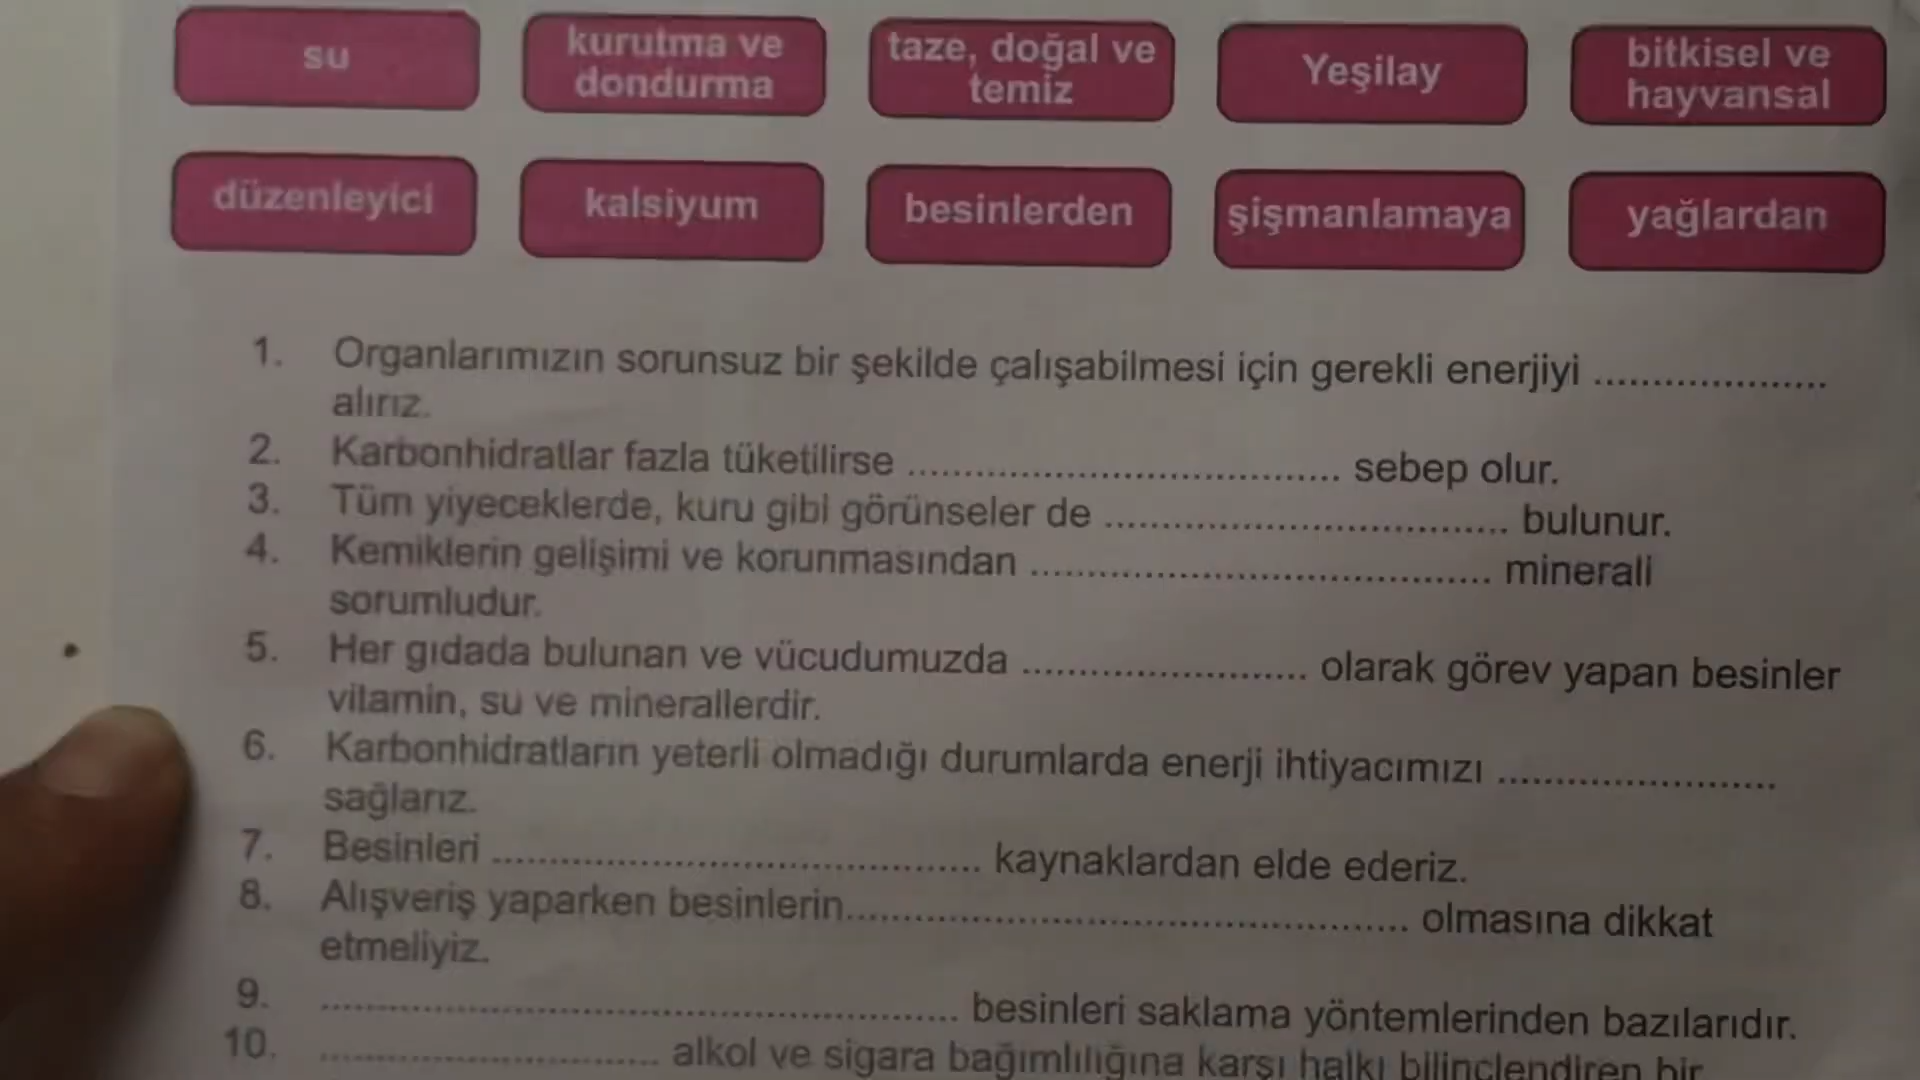 su
kurutma ve
dondurma
taze, doğal ve
temiz
Yeşilay
bitkisel ve
hayvansal
düzenleyici
kalsiyum
besinlerden
şişmanlamaya
yağlardan
1. Organlarımızın sorunsuz bir şekilde çalışabilmesi için gerekli enerjiyi ........................
alırız.
2. Karbonhidratlar fazla tüketilirse ............................................ sebep olur.
3. Tüm yiyeceklerde, kuru gibi görünseler de ......................................... bulunur.
4. Kemiklerin gelişimi ve korunmasından ............................................... minerali
sorumludur.
5. Her gıdada bulunan ve vücudumuzda ............................. olarak görev yapan besinler
vitamin, su ve minerallerdir.
6. Karbonhidratların yeterli olmadığı durumlarda enerji ihtiyacımızı ............................
sağlarız.
7. Besinleri .................................................. kaynaklardan elde ederiz.
8. Alışveriş yaparken besinlerin.......................................................... olmasına dikkat
etmeliyiz.
9. ................................................................. besinleri saklama yöntemlerinden bazılarıdır.
10. ................................... alkol ve sigara bağımlılığına karşı halkı bilinçlendiren bir